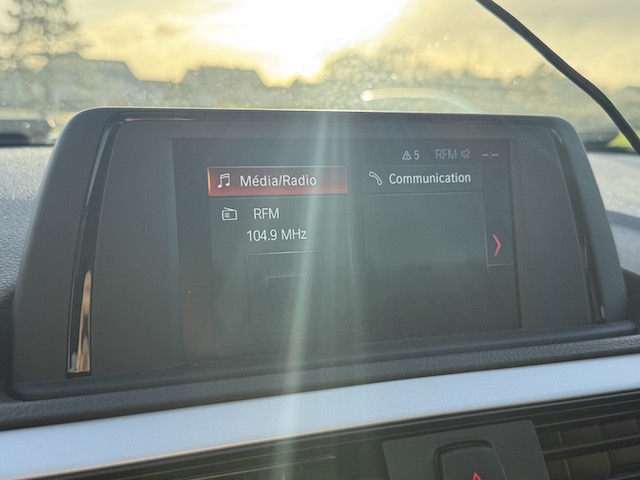 5 RFM --:--
Média/Radio
Communication
RFM
104.9 MHz